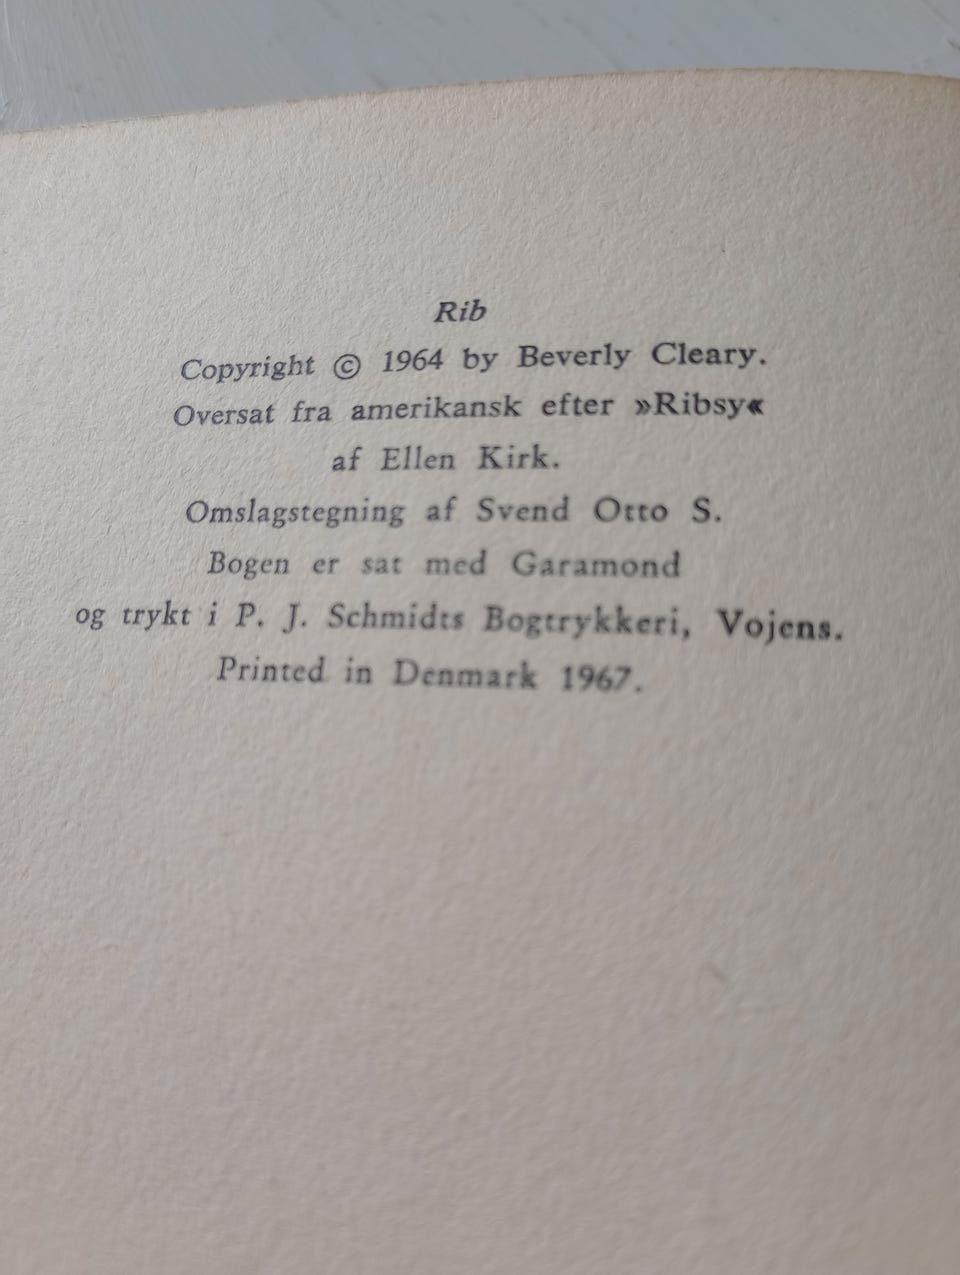 Rib
Copyright © 1964 by Beverly Cleary.
Oversat fra amerikansk efter »Ribsy«
af Ellen Kirk.
Omslagstegning af Svend Otto S.
Bogen er sat med Garamond
og trykt i P. J. Schmidts Bogtrykkeri, Vojens.
Printed in Denmark 1967.